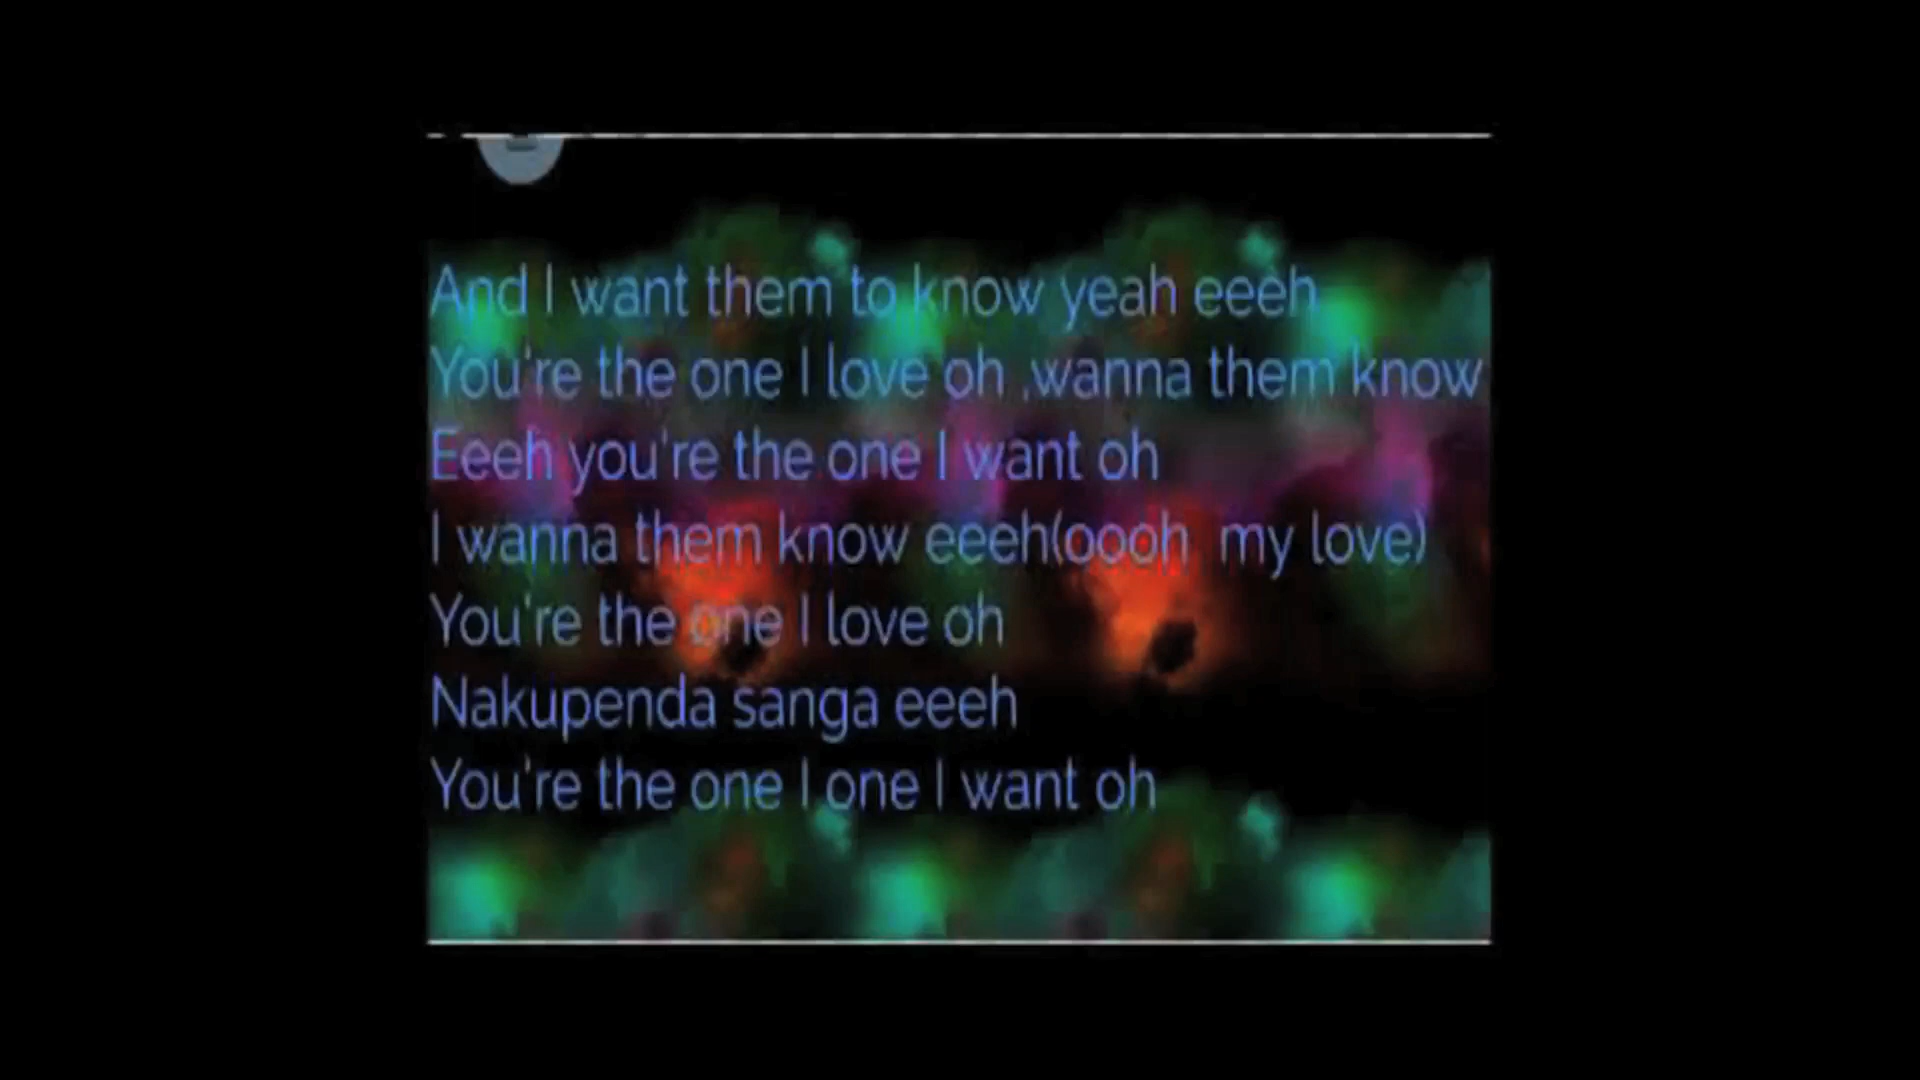 And I want them to know yeah eeeh
You're the one I love oh ,wanna them know
Eeeh you're the one I want oh
I wanna them know eeeh(oooh  my love)
You're the one I love oh
Nakupenda sanga eeeh
You're the one I one I want oh